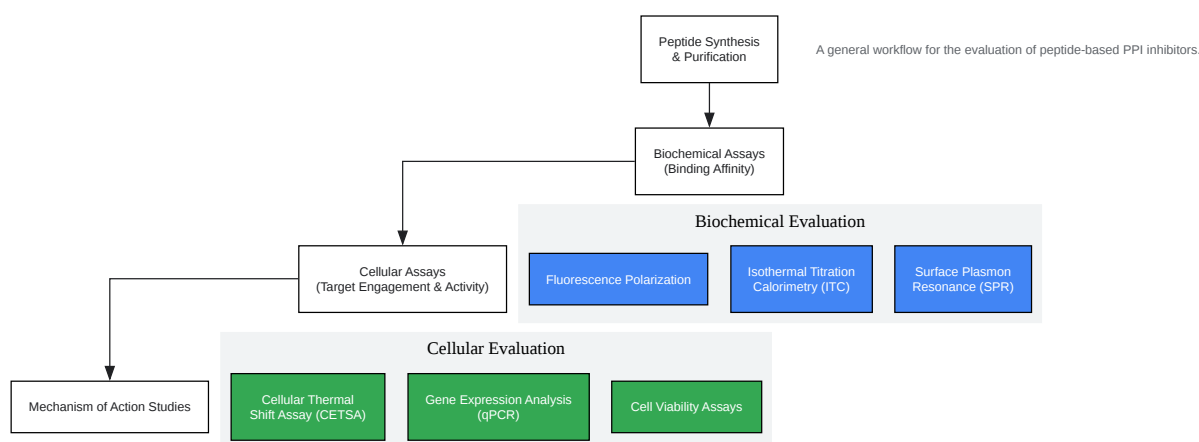 Peptide Synthesis
& Purification
A general workflow for the evaluation of peptide-based PPI inhibitors.
Biochemical Assays
(Binding Affinity)
Biochemical Evaluation
Cellular Assays
(Target Engagement & Activity)
Fluorescence Polarization
Isothermal Titration
Calorimetry (ITC)
Surface Plasmon
Resonance (SPR)
Cellular Evaluation
Mechanism of Action Studies
Cellular Thermal
Shift Assay (CETSA)
Gene Expression Analysis
(qPCR)
Cell Viability Assays